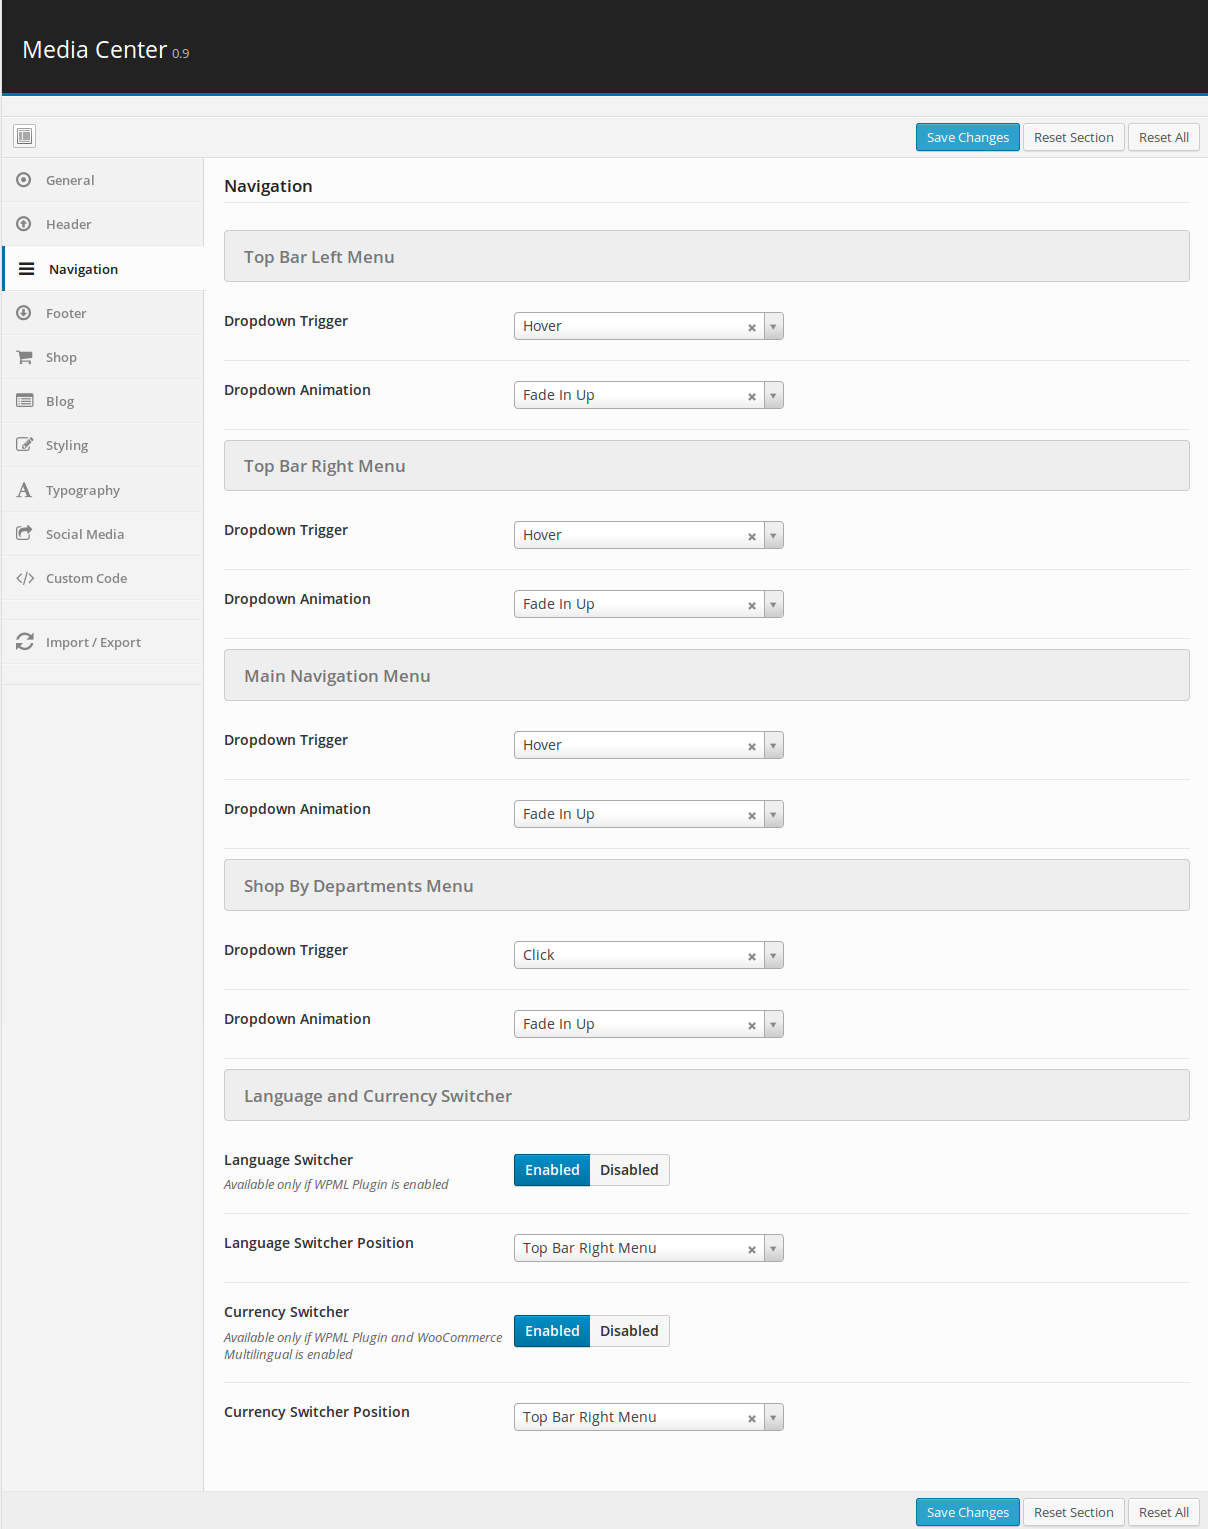 Media Center 0.9
Save Changes Reset Section Reset All
General
Header
Navigation
Footer
Shop
Blog
Styling
Typography
Social Media
Custom Code
Import / Export
Navigation
Top Bar Left Menu
Dropdown Trigger Hover
Dropdown Animation Fade In Up
Top Bar Right Menu
Dropdown Trigger Hover
Dropdown Animation Fade In Up
Main Navigation Menu
Dropdown Trigger Hover
Dropdown Animation Fade In Up
Shop By Departments Menu
Dropdown Trigger Click
Dropdown Animation Fade In Up
Language and Currency Switcher
Language Switcher Enabled Disabled
Available only if WPML Plugin is enabled
Language Switcher Position Top Bar Right Menu
Currency Switcher Enabled Disabled
Available only if WPML Plugin and WooCommerce
Multilingual is enabled
Currency Switcher Position Top Bar Right Menu
Save Changes Reset Section Reset All